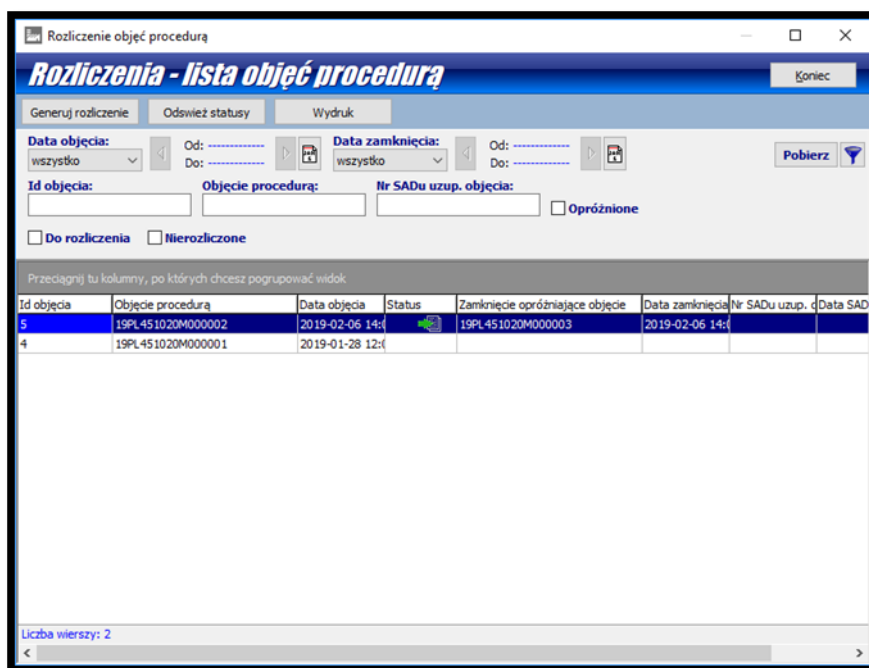 Rozliczenie objęć procedurą
Rozliczenia - lista objęć procedurą
Koniec
Generuj rozliczenie Odswież statusy Wydruk
Data objęcia: Od: ------------- Data zamknięcia: Od: -------------
wszystko Do: ------------- wszystko Do: ------------- Pobierz
Id objęcia: Objęcie procedurą: Nr SADu uzup. objęcia:
Opróżnione
Do rozliczenia Nierozliczone
Przeciągnij tu kolumny, po których chcesz pogrupować widok
Id objęcia Objęcie procedurą Data objęcia Status Zamknięcie opróżniające objęcie Data zamknięcia Nr SADu uzup. Data SAD
5 19PL451020M000002 2019-02-06 14: 19PL451020M000003 2019-02-06 14:
4 19PL451020M000001 2019-01-28 12:
Liczba wierszy: 2